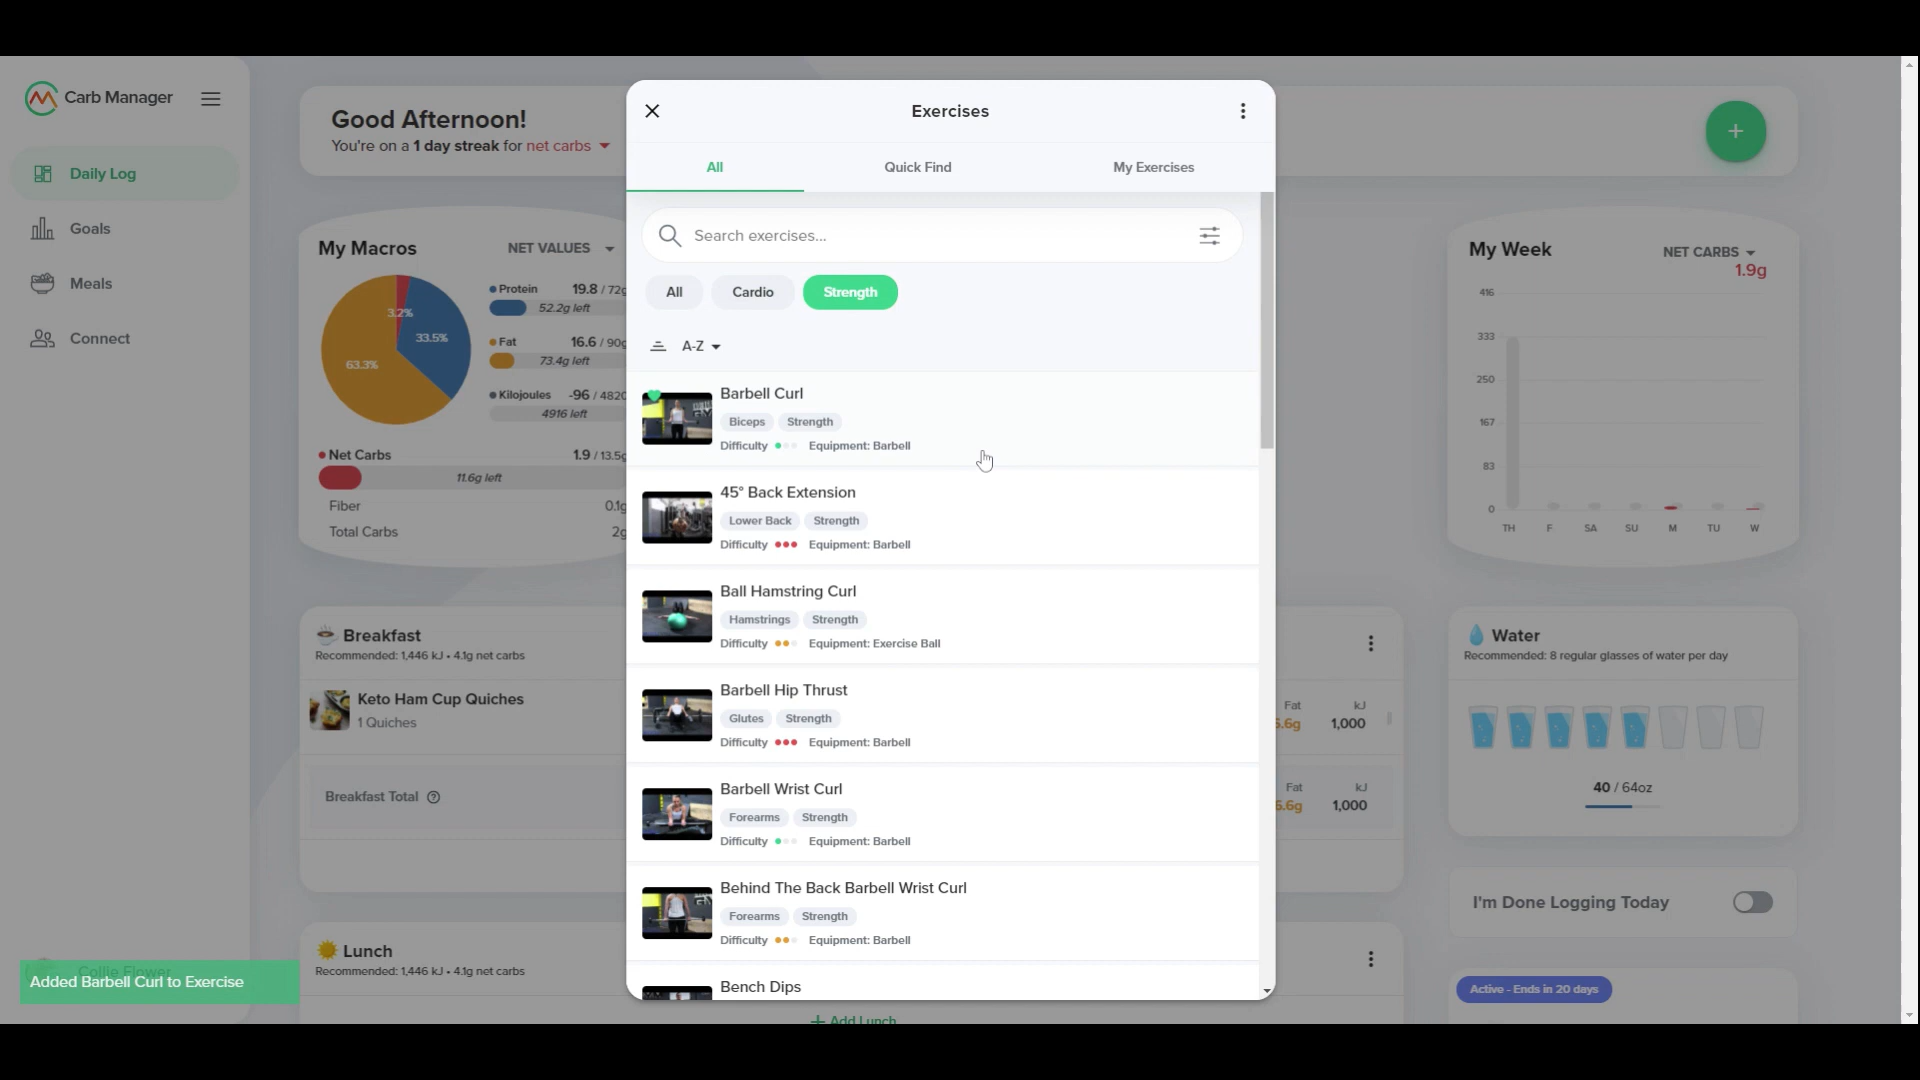 Carb Manager
Daily Log
Goals
Meals
Connect
Good Afternoon!
You're on a 1 day streak for net carbs
+
My Macros
NET VALUES
3.2%
33.5%
63.3%
Protein 19.8 / 72g
52.2g left
Fat 16.6 / 90g
73.4g left
Kilojoules -96 / 4820
4916 left
Net Carbs 1.9 / 13.5g
11.6g left
Fiber 0.1g
Total Carbs 2g
Breakfast
Recommended: 1,446 kJ • 4.1g net carbs
Keto Ham Cup Quiches
1 Quiches
Breakfast Total ?
Lunch
Recommended: 1,446 kJ • 4.1g net carbs
Added Barbell Curl to Exercise
Exercises
All
Quick Find
My Exercises
Search exercises...
All
Cardio
Strength
A-Z
Barbell Curl
Biceps Strength
Difficulty Equipment: Barbell
45° Back Extension
Lower Back Strength
Difficulty Equipment: Barbell
Ball Hamstring Curl
Hamstrings Strength
Difficulty Equipment: Exercise Ball
Barbell Hip Thrust
Glutes Strength
Difficulty Equipment: Barbell
Barbell Wrist Curl
Forearms Strength
Difficulty Equipment: Barbell
Behind The Back Barbell Wrist Curl
Forearms Strength
Difficulty Equipment: Barbell
Bench Dips
+ Add Lunch
Fat kJ
6.6g 1,000
Fat kJ
6.6g 1,000
My Week
NET CARBS
1.9g
416
333
250
167
83
0
TH F SA SU M TU W
Water
Recommended: 8 regular glasses of water per day
40 / 64oz
I'm Done Logging Today
Active - Ends in 20 days